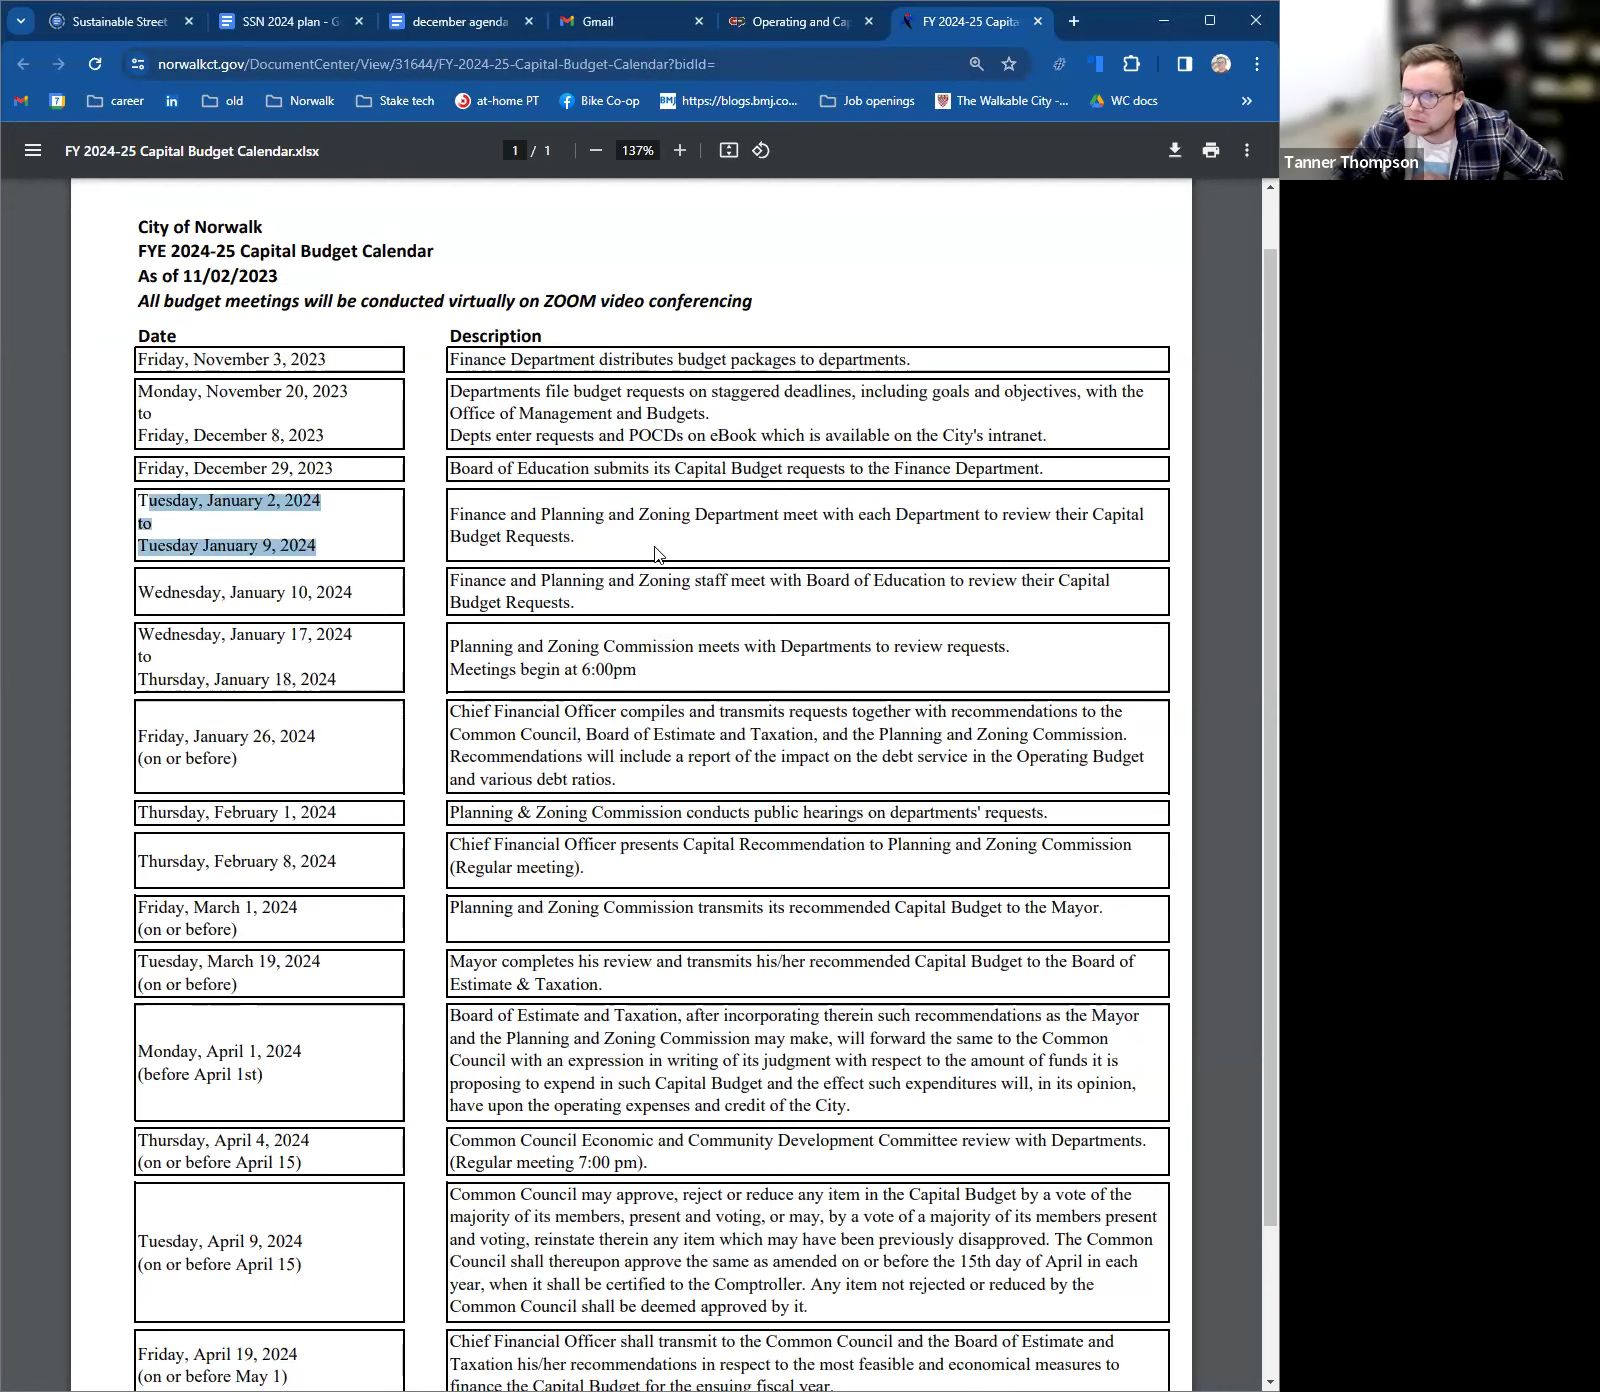 Sustainable Street
SSN 2024 plan - G
december agenda
Gmail
Operating and Ca
FY 2024-25 Capita
norwalkct.gov/DocumentCenter/View/31644/FY-2024-25-Capital-Budget-Calendar?bidId=
career
in
old
Norwalk
Stake tech
at-home PT
Bike Co-op
BMJ
https://blogs.bmj.co...
Job openings
The Walkable City -...
WC docs
FY 2024-25 Capital Budget Calendar.xlsx
1 / 1
137%
Tanner Thompson
City of Norwalk
FYE 2024-25 Capital Budget Calendar
As of 11/02/2023
All budget meetings will be conducted virtually on ZOOM video conferencing
Date
Description
Friday, November 3, 2023
Finance Department distributes budget packages to departments.
Monday, November 20, 2023
to
Friday, December 8, 2023
Departments file budget requests on staggered deadlines, including goals and objectives, with the
Office of Management and Budgets.
Depts enter requests and POCDs on eBook which is available on the City's intranet.
Friday, December 29, 2023
Board of Education submits its Capital Budget requests to the Finance Department.
Tuesday, January 2, 2024
to
Tuesday January 9, 2024
Finance and Planning and Zoning Department meet with each Department to review their Capital
Budget Requests.
Wednesday, January 10, 2024
Finance and Planning and Zoning staff meet with Board of Education to review their Capital
Budget Requests.
Wednesday, January 17, 2024
to
Thursday, January 18, 2024
Planning and Zoning Commission meets with Departments to review requests.
Meetings begin at 6:00pm
Friday, January 26, 2024
(on or before)
Chief Financial Officer compiles and transmits requests together with recommendations to the
Common Council, Board of Estimate and Taxation, and the Planning and Zoning Commission.
Recommendations will include a report of the impact on the debt service in the Operating Budget
and various debt ratios.
Thursday, February 1, 2024
Planning & Zoning Commission conducts public hearings on departments' requests.
Thursday, February 8, 2024
Chief Financial Officer presents Capital Recommendation to Planning and Zoning Commission
(Regular meeting).
Friday, March 1, 2024
(on or before)
Planning and Zoning Commission transmits its recommended Capital Budget to the Mayor.
Tuesday, March 19, 2024
(on or before)
Mayor completes his review and transmits his/her recommended Capital Budget to the Board of
Estimate & Taxation.
Monday, April 1, 2024
(before April 1st)
Board of Estimate and Taxation, after incorporating therein such recommendations as the Mayor
and the Planning and Zoning Commission may make, will forward the same to the Common
Council with an expression in writing of its judgment with respect to the amount of funds it is
proposing to expend in such Capital Budget and the effect such expenditures will, in its opinion,
have upon the operating expenses and credit of the City.
Thursday, April 4, 2024
(on or before April 15)
Common Council Economic and Community Development Committee review with Departments.
(Regular meeting 7:00 pm).
Tuesday, April 9, 2024
(on or before April 15)
Common Council may approve, reject or reduce any item in the Capital Budget by a vote of the
majority of its members, present and voting, or may, by a vote of a majority of its members present
and voting, reinstate therein any item which may have been previously disapproved. The Common
Council shall thereupon approve the same as amended on or before the 15th day of April in each
year, when it shall be certified to the Comptroller. Any item not rejected or reduced by the
Common Council shall be deemed approved by it.
Friday, April 19, 2024
(on or before May 1)
Chief Financial Officer shall transmit to the Common Council and the Board of Estimate and
Taxation his/her recommendations in respect to the most feasible and economical measures to
finance the Capital Budget for the ensuing fiscal year.